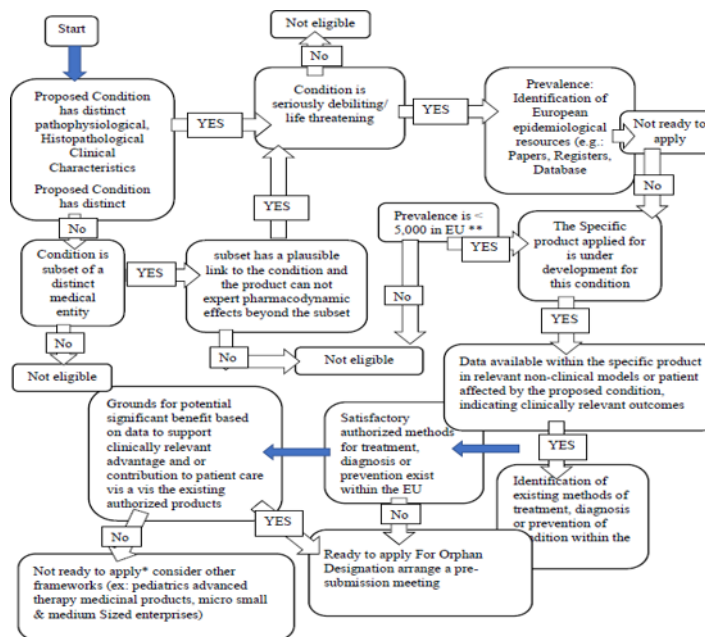 Start
Not eligible
No
Proposed Condition
has distinct
pathophysiological,
Histopathological
Clinical
Characteristics
Proposed Condition
has distinct
YES
Condition is
seriously debiliting/
life threatening
YES
Prevalence:
Identification of
European
epidemiological
resources (e.g.:
Papers, Registers,
Database
Not ready to
apply
No
No
Condition is
subset of a
distinct
medical
entity
YES
subset has a plausible
link to the condition and
the product can not
expert pharmacodynamic
effects beyond the subset
YES
Prevalence is <
5,000 in EU **
YES
No
The Specific
product applied for
is under
development for
this condition
YES
No
Not eligible
No
Not eligible
Data available within the specific product
in relevant non-clinical models or patient
affected by the proposed condition,
indicating clinically relevant outcomes
YES
Grounds for potential
significant benefit based
on data to support
clinically relevant
advantage and or
contribution to patient care
vis a vis the existing
authorized products
Satisfactory
authorized methods
for treatment,
diagnosis or
prevention exist
within the EU
Identification of
existing methods of
treatment, diagnosis
or prevention of
condition within the
No
YES
No
Not ready to apply* consider other
frameworks (ex: pediatrics advanced
therapy medicinal products, micro small
& medium Sized enterprises)
Ready to apply For Orphan
Designation arrange a pre-
submission meeting